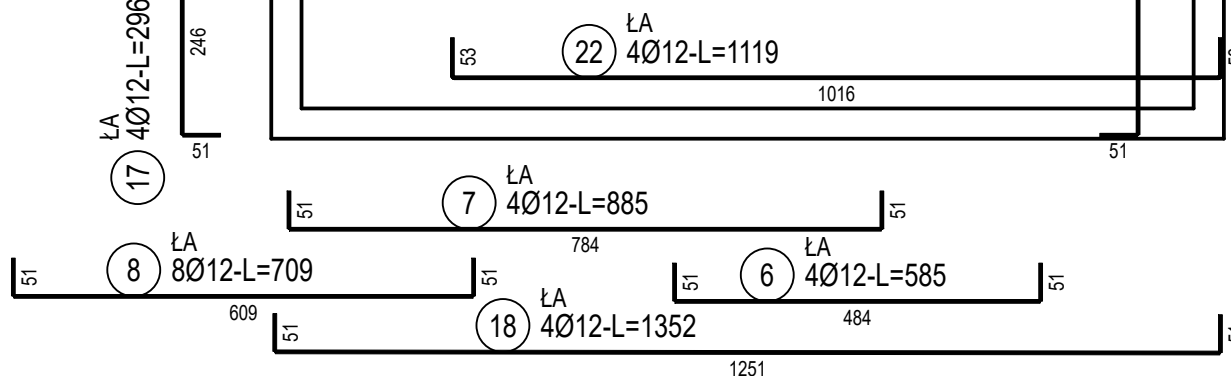 ŁA
17 4Ø12-L=296
246
51
ŁA
22 4Ø12-L=1119
53
1016
51
ŁA
7 4Ø12-L=885
51
51
784
ŁA
8 8Ø12-L=709
51
51
609
ŁA
6 4Ø12-L=585
51
51
484
ŁA
18 4Ø12-L=1352
51
1251